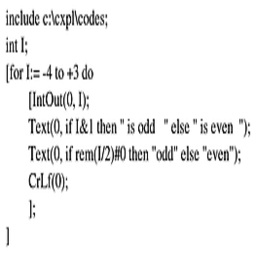 include c:\cxpl\codes;
int I;
[for I:= -4 to +3 do
[IntOut(0, I);
Text(0, if I&1 then " is odd   " else " is even  ");
Text(0, if rem(I/2)#0 then "odd" else "even");
CrLf(0);
];
]